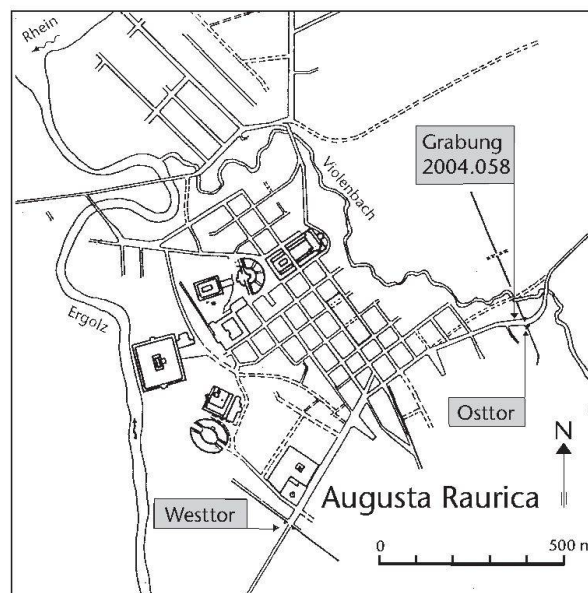 Rhein
Grabung
2004.058
Violenbach
Ergolz
Osttor
N
Augusta Raurica
Westtor
0 500 m